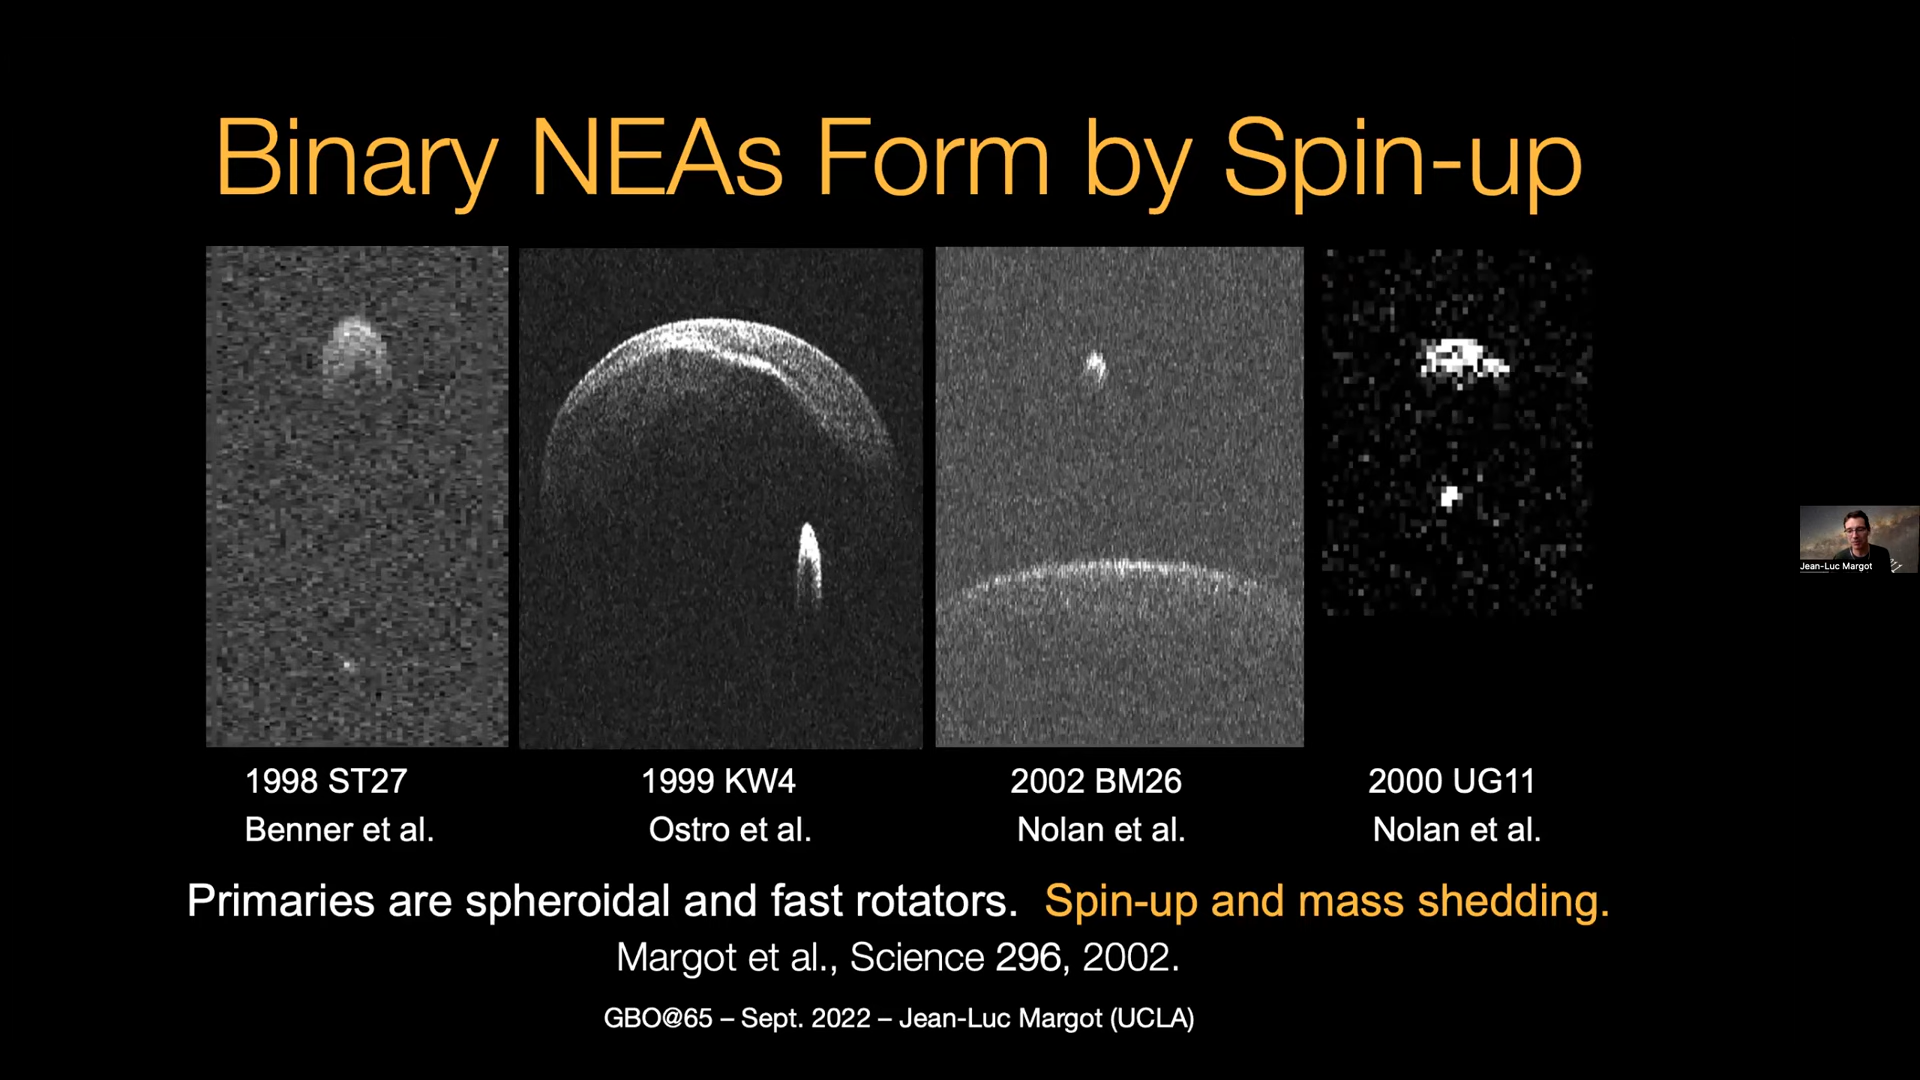 Binary NEAs Form by Spin-up
1998 ST27
Benner et al.
1999 KW4
Ostro et al.
2002 BM26
Nolan et al.
2000 UG11
Nolan et al.
Primaries are spheroidal and fast rotators. Spin-up and mass shedding.
Margot et al., Science 296, 2002.
GBO@65 – Sept. 2022 – Jean-Luc Margot (UCLA)
Jean-Luc Margot